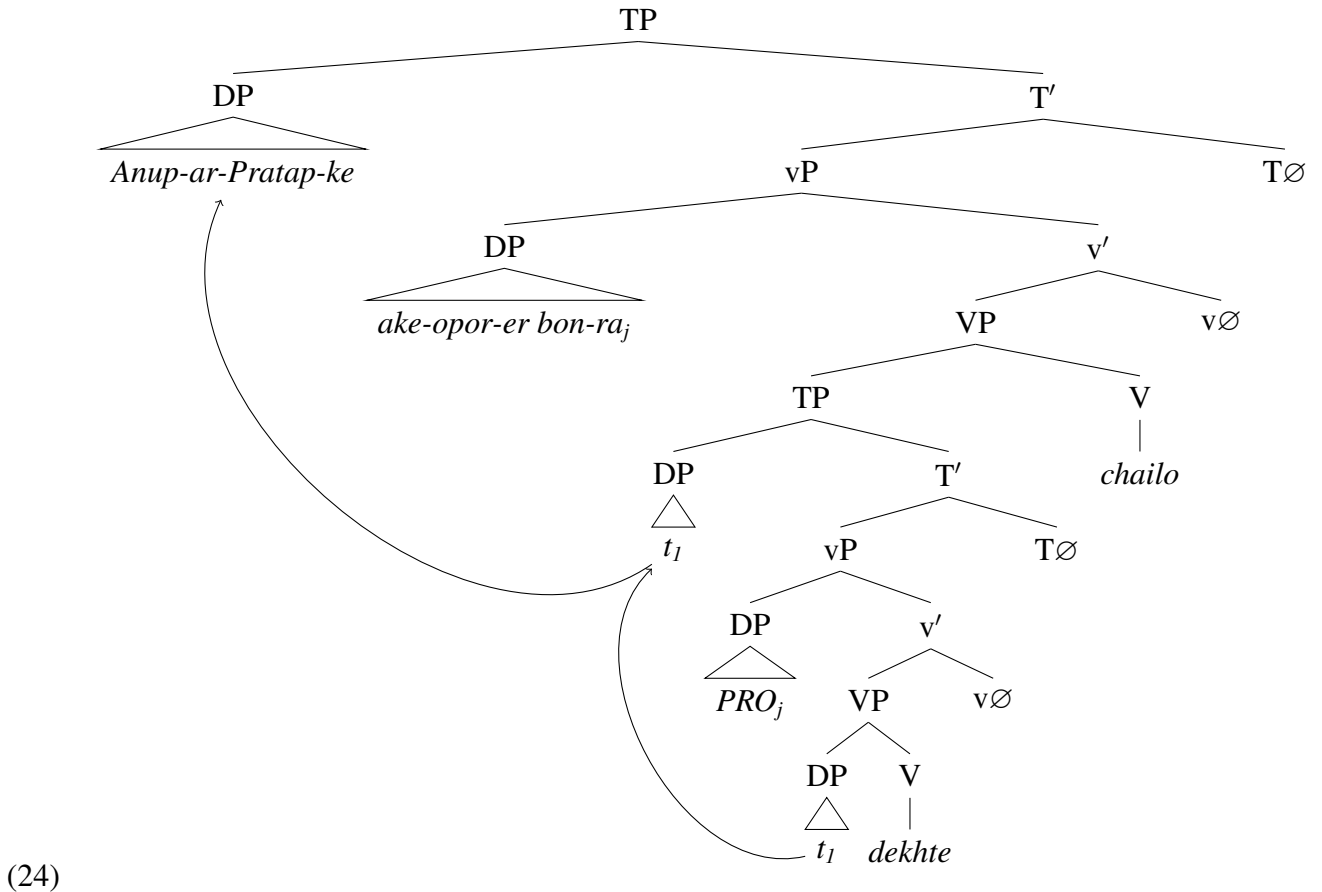 TP
DP T′
Anup-ar-Pratap-ke vP T∅
DP v′
ake-opor-er bon-raj VP v∅
TP V
DP T′ chailo
t1 vP T∅
DP v′
PROj VP v∅
DP V
t1 dekhte
(24)